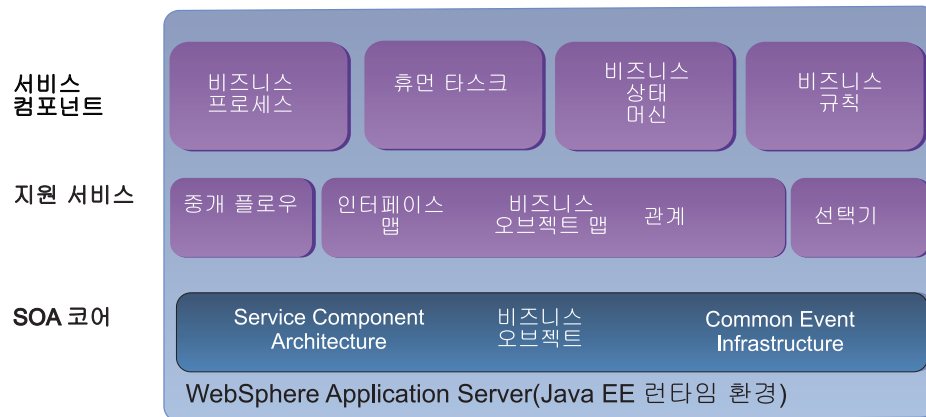 서비스
컴포넌트
비즈니스
프로세스
휴먼 타스크
비즈니스
상태
머신
비즈니스
규칙
지원 서비스
중개 플로우
인터페이스
맵
비즈니스
오브젝트 맵
관계
선택기
SOA 코어
Service Component
Architecture
비즈니스
오브젝트
Common Event
Infrastructure
WebSphere Application Server(Java EE 런타임 환경)